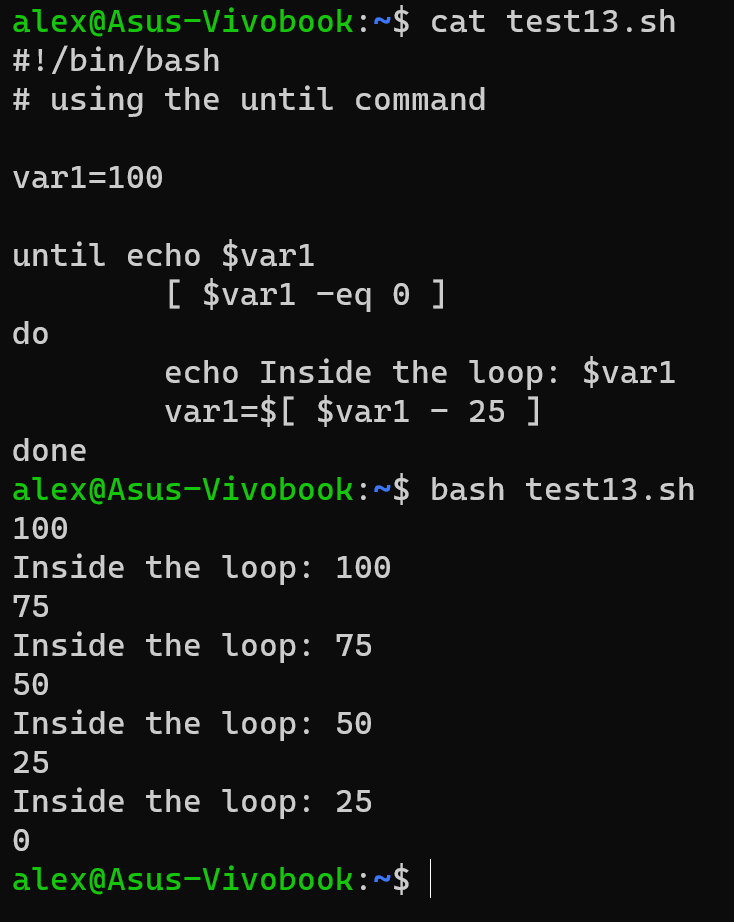 alex@Asus-Vivobook:~$ cat test13.sh
#!/bin/bash
# using the until command

var1=100

until echo $var1
        [ $var1 -eq 0 ]
do
        echo Inside the loop: $var1
        var1=$[ $var1 - 25 ]
done
alex@Asus-Vivobook:~$ bash test13.sh
100
Inside the loop: 100
75
Inside the loop: 75
50
Inside the loop: 50
25
Inside the loop: 25
0
alex@Asus-Vivobook:~$